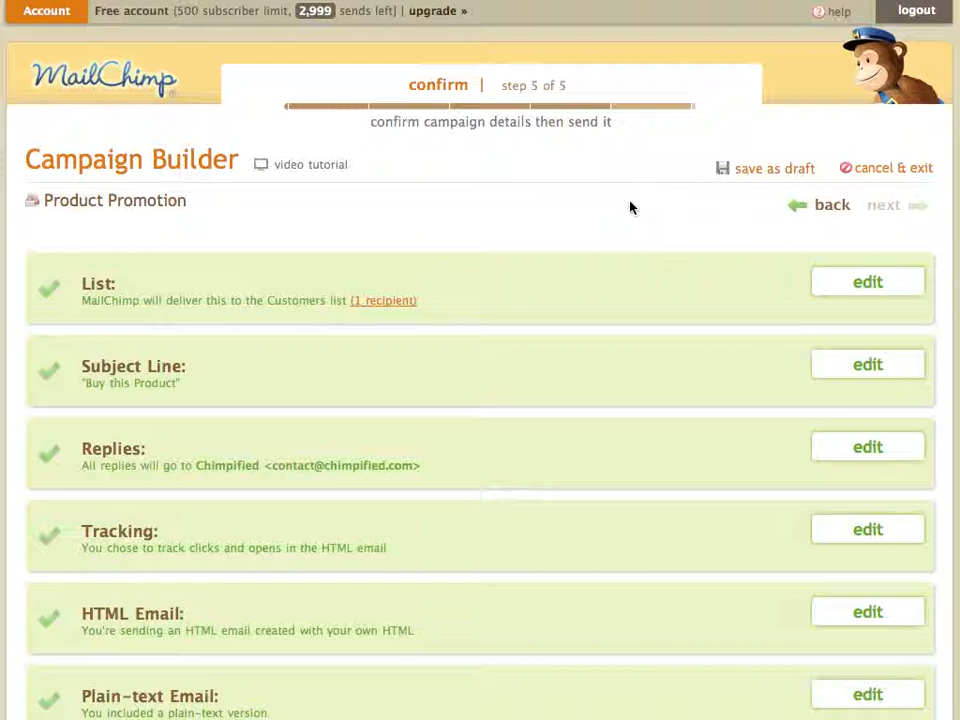 Account Free account (500 subscriber limit, 2,999 sends left) | upgrade » ? help logout
MailChimp®
confirm | step 5 of 5
confirm campaign details then send it
Campaign Builder video tutorial save as draft cancel & exit
Product Promotion back next
List: edit
MailChimp will deliver this to the Customers list (1 recipient)
Subject Line: edit
"Buy this Product"
Replies: edit
All replies will go to Chimpified <contact@chimpified.com>
Tracking: edit
You chose to track clicks and opens in the HTML email
HTML Email: edit
You're sending an HTML email created with your own HTML
Plain-text Email: edit
You included a plain-text version